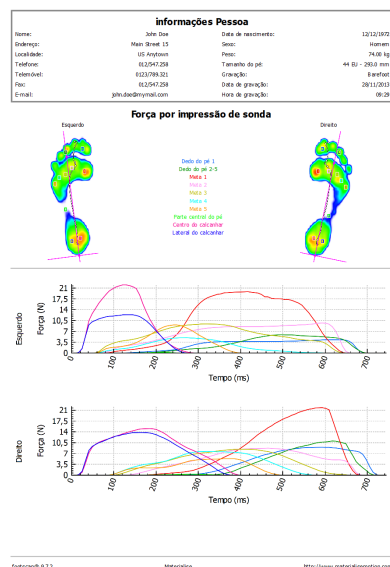 informações Pessoa
Nome: John Doe Data de nascimento: 12/12/1972
Endereço: Main Street 15 Sexo: Homem
Localidade: US Anytown Peso: 74.00 kg
Telefone: 012/547.258 Tamanho do pé: 44 EU - 293.0 mm
Telemóvel: 0123/789.321 Gravação: Barefoot
Fax: 012/547.258 Data de gravação: 28/11/2013
E-mail: john.doe@mymail.com Hora de gravação: 09:29
Força por impressão de sonda
Esquerdo Direito
Dedo do pé 1
Dedo do pé 2-5
Meta 1
Meta 2
Meta 3
Meta 4
Meta 5
Parte central do pé
Centro do calcanhar
Lateral do calcanhar
Esquerdo
Força (N)
21
17,5
14
10,5
7
3,5
0
0 100 200 300 400 500 600 700
Tempo (ms)
Direito
Força (N)
21
17,5
14
10,5
7
3,5
0
0 100 200 300 400 500 600 700
Tempo (ms)